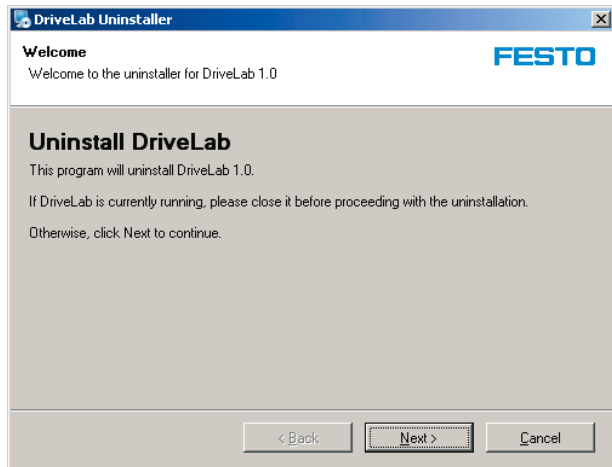 DriveLab Uninstaller
Welcome
Welcome to the uninstaller for DriveLab 1.0
FESTO
Uninstall DriveLab
This program will uninstall DriveLab 1.0.
If DriveLab is currently running, please close it before proceeding with the uninstallation.
Otherwise, click Next to continue.
< Back Next > Cancel